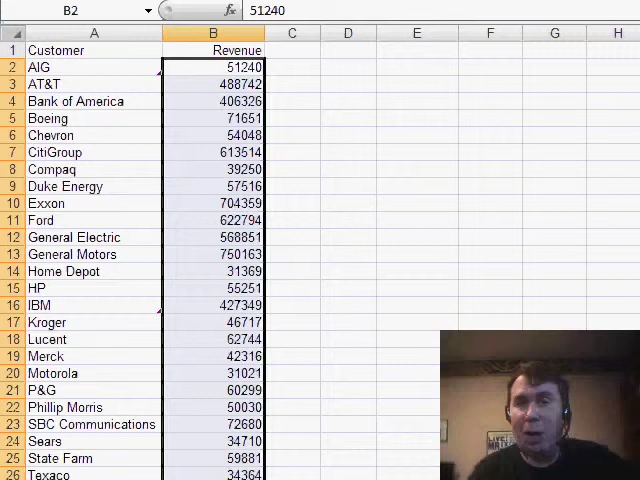 B2 fx 51240
A B C D E F G H
1 Customer Revenue
2 AIG 51240
3 AT&T 488742
4 Bank of America 406326
5 Boeing 71651
6 Chevron 54048
7 CitiGroup 613514
8 Compaq 39250
9 Duke Energy 57516
10 Exxon 704359
11 Ford 622794
12 General Electric 568851
13 General Motors 750163
14 Home Depot 31369
15 HP 55251
16 IBM 427349
17 Kroger 46717
18 Lucent 62744
19 Merck 42316
20 Motorola 31021
21 P&G 60299
22 Phillip Morris 50030
23 SBC Communications 72680
24 Sears 34710
25 State Farm 59881
26 Texaco 34364